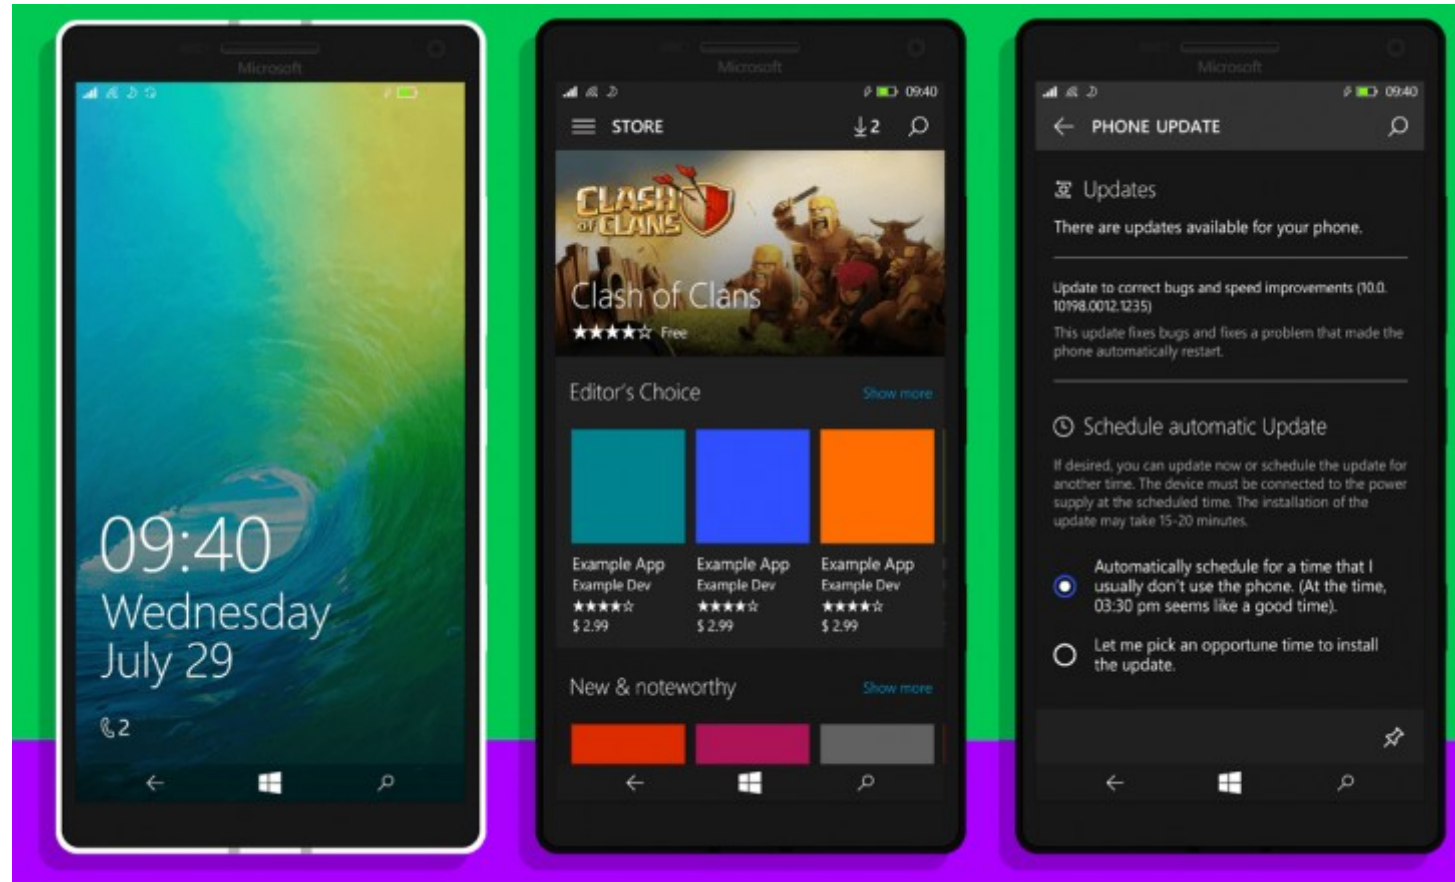 Microsoft
09:40
Wednesday
July 29
2
Microsoft
09:40
STORE
2
CLASH
OF CLANS
Clash of Clans
Free
Editor's Choice
Show more
Example App
Example Dev
$ 2.99
Example App
Example Dev
$ 2.99
Example App
Example Dev
$ 2.99
New & noteworthy
Show more
Microsoft
09:40
PHONE UPDATE
Updates
There are updates available for your phone.
Update to correct bugs and speed improvements (10.0.
10198.0012.1235)
This update fixes bugs and fixes a problem that made the
phone automatically restart.
Schedule automatic Update
If desired, you can update now or schedule the update for
another time. The device must be connected to the power
supply at the scheduled time. The installation of the
update may take 15-20 minutes.
Automatically schedule for a time that I
usually don't use the phone. (At the time,
03:30 pm seems like a good time).
Let me pick an opportune time to install
the update.